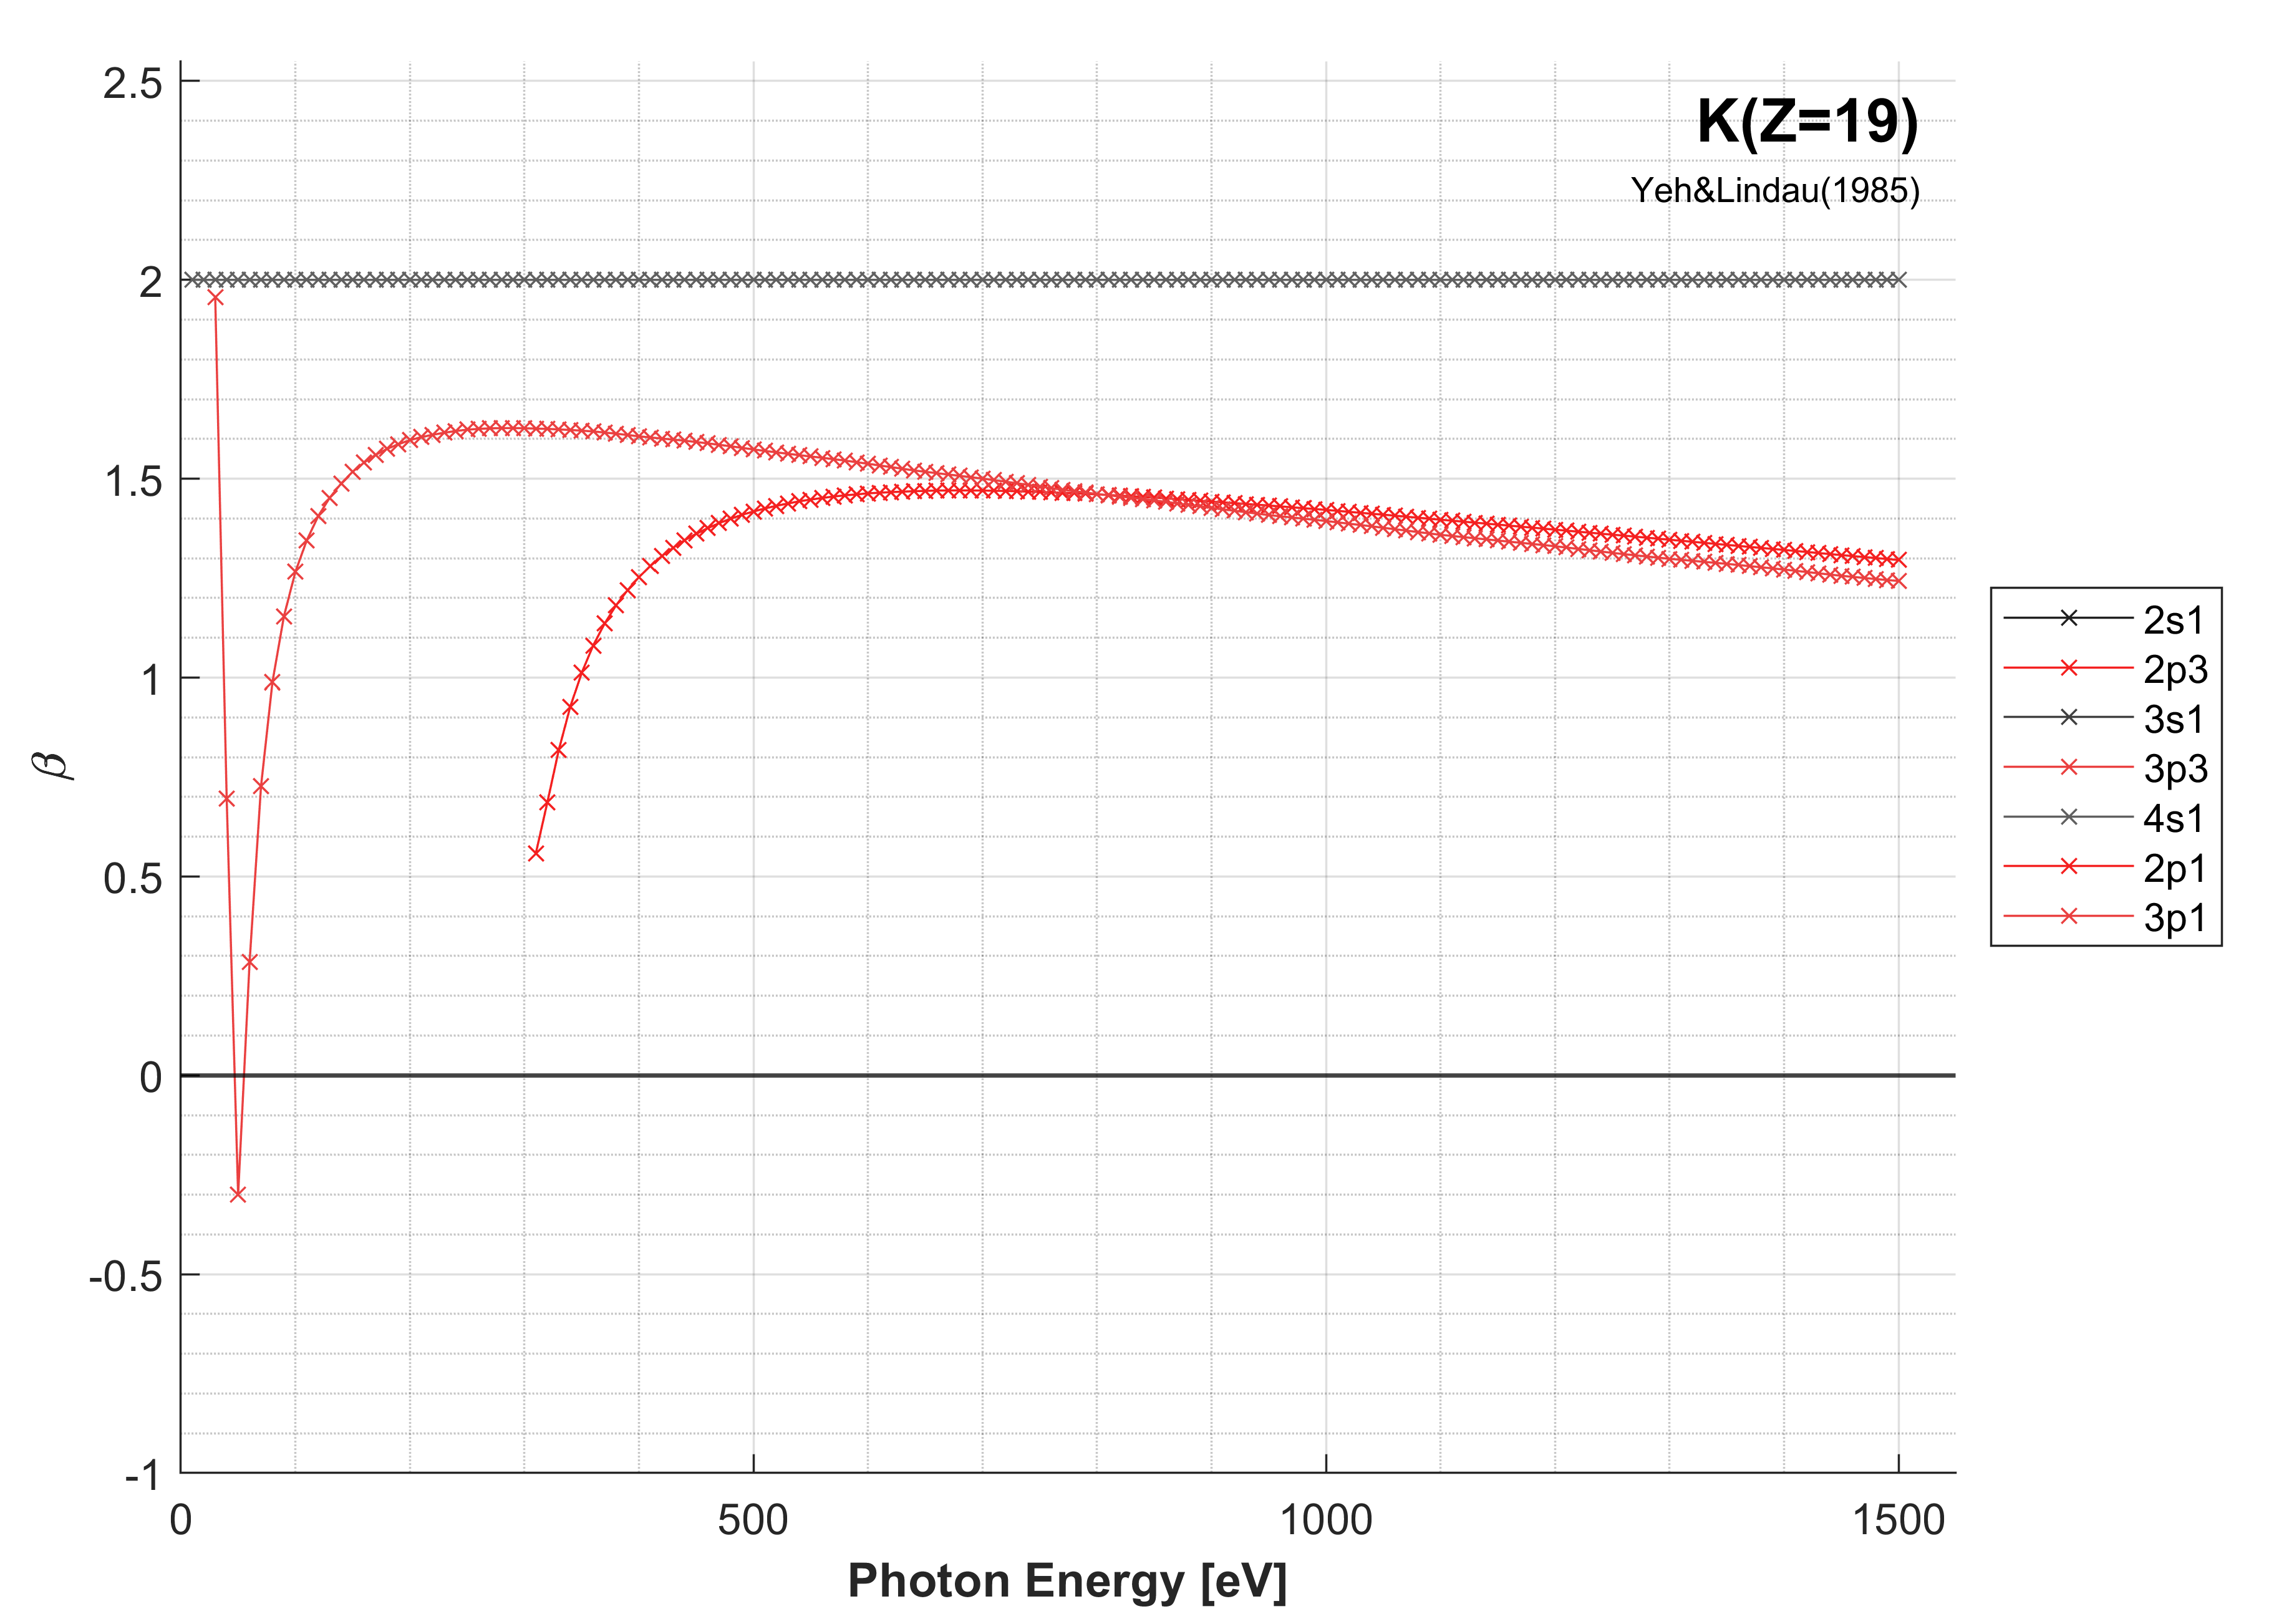 K(Z=19)
Yeh&Lindau(1985)
2.5
2
1.5
1
0.5
0
-0.5
-1
β
0 500 1000 1500
Photon Energy [eV]
2s1
2p3
3s1
3p3
4s1
2p1
3p1